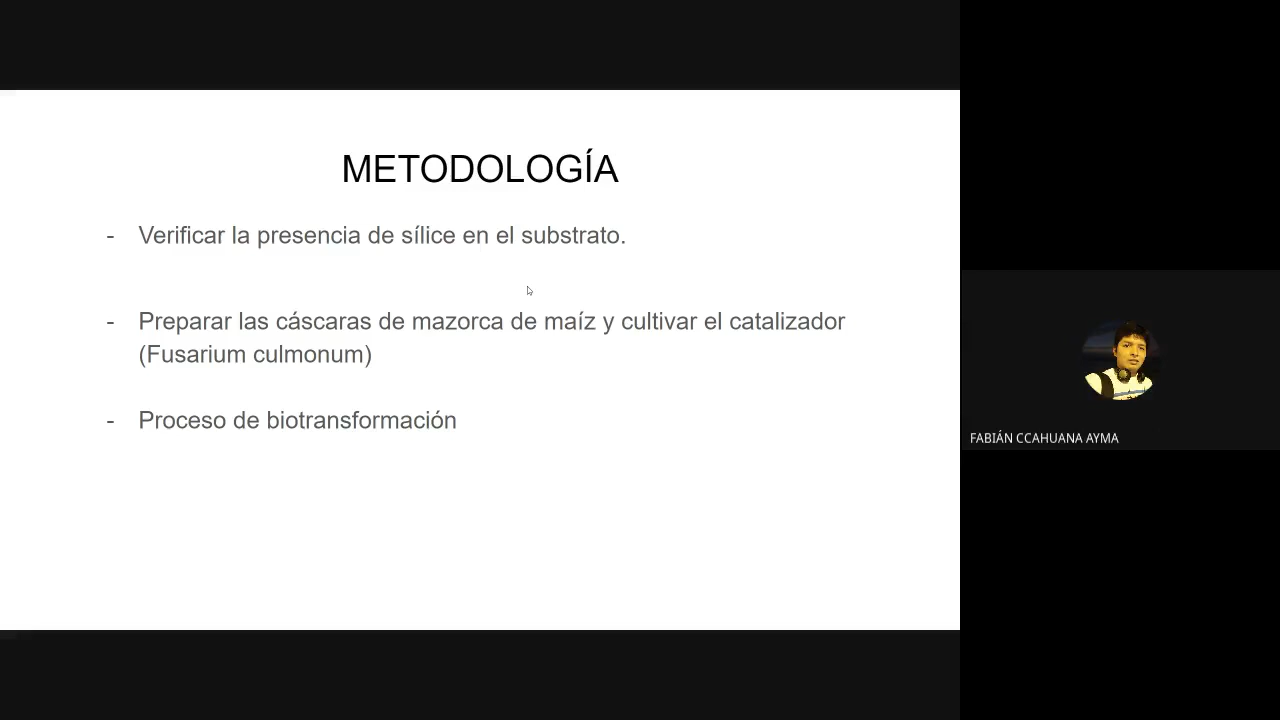 METODOLOGÍA
- Verificar la presencia de sílice en el substrato.
- Preparar las cáscaras de mazorca de maíz y cultivar el catalizador
(Fusarium culmonum)
- Proceso de biotransformación
FABIÁN CCAHUANA AYMA